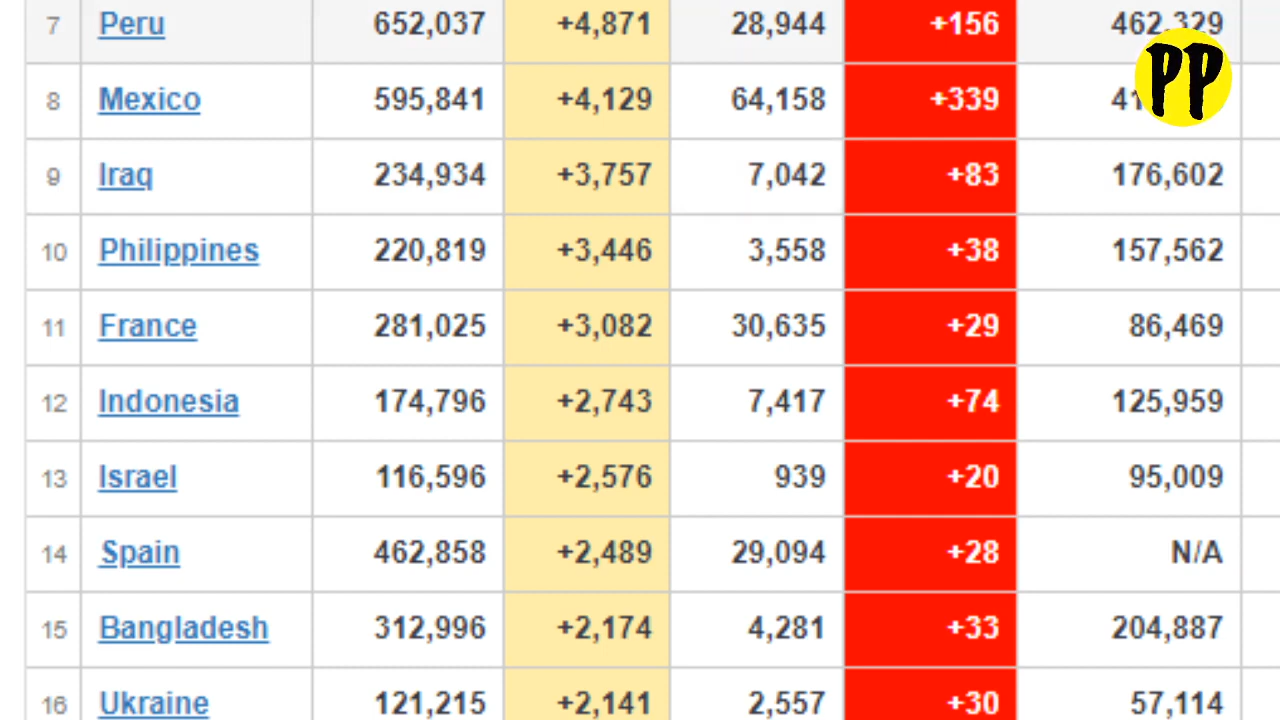 7 Peru 652,037 +4,871 28,944 +156 462,329
8 Mexico 595,841 +4,129 64,158 +339
9 Iraq 234,934 +3,757 7,042 +83 176,602
10 Philippines 220,819 +3,446 3,558 +38 157,562
11 France 281,025 +3,082 30,635 +29 86,469
12 Indonesia 174,796 +2,743 7,417 +74 125,959
13 Israel 116,596 +2,576 939 +20 95,009
14 Spain 462,858 +2,489 29,094 +28 N/A
15 Bangladesh 312,996 +2,174 4,281 +33 204,887
16 Ukraine 121,215 +2,141 2,557 +30 57,114
PP